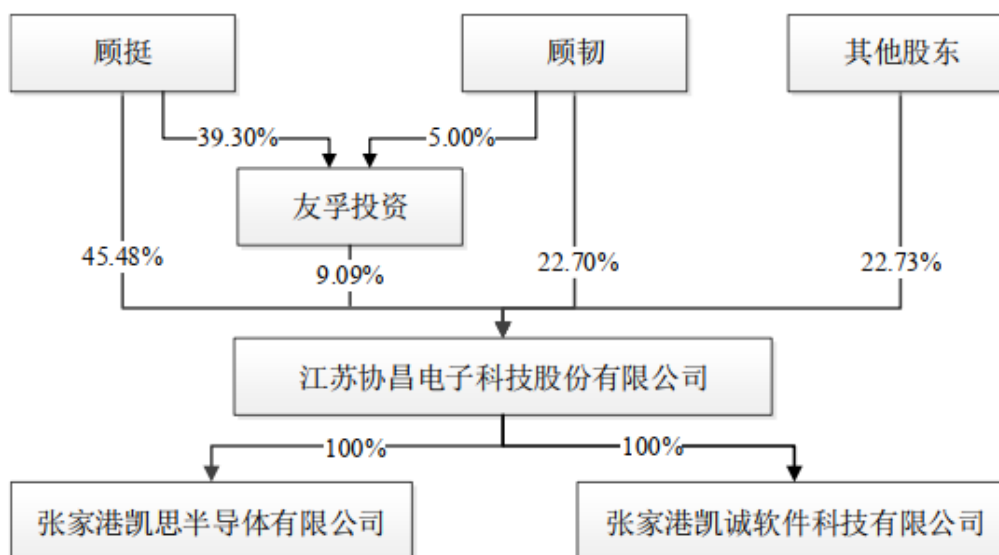 顾挺
顾韧
其他股东
39.30%
5.00%
友孚投资
45.48%
9.09%
22.70%
22.73%
江苏协昌电子科技股份有限公司
100%
100%
张家港凯思半导体有限公司
张家港凯诚软件科技有限公司